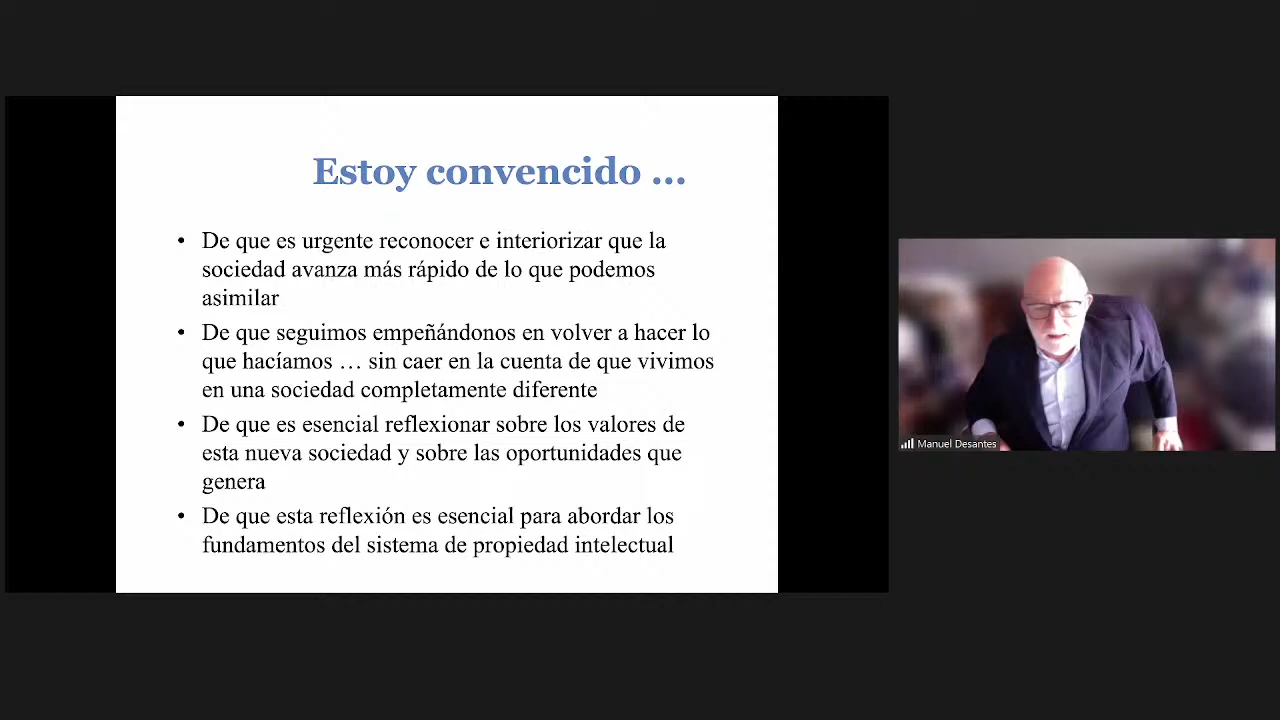 Estoy convencido ...
• De que es urgente reconocer e interiorizar que la
sociedad avanza más rápido de lo que podemos
asimilar
• De que seguimos empeñándonos en volver a hacer lo
que hacíamos … sin caer en la cuenta de que vivimos
en una sociedad completamente diferente
• De que es esencial reflexionar sobre los valores de
esta nueva sociedad y sobre las oportunidades que
genera
• De que esta reflexión es esencial para abordar los
fundamentos del sistema de propiedad intelectual
Manuel Desantes